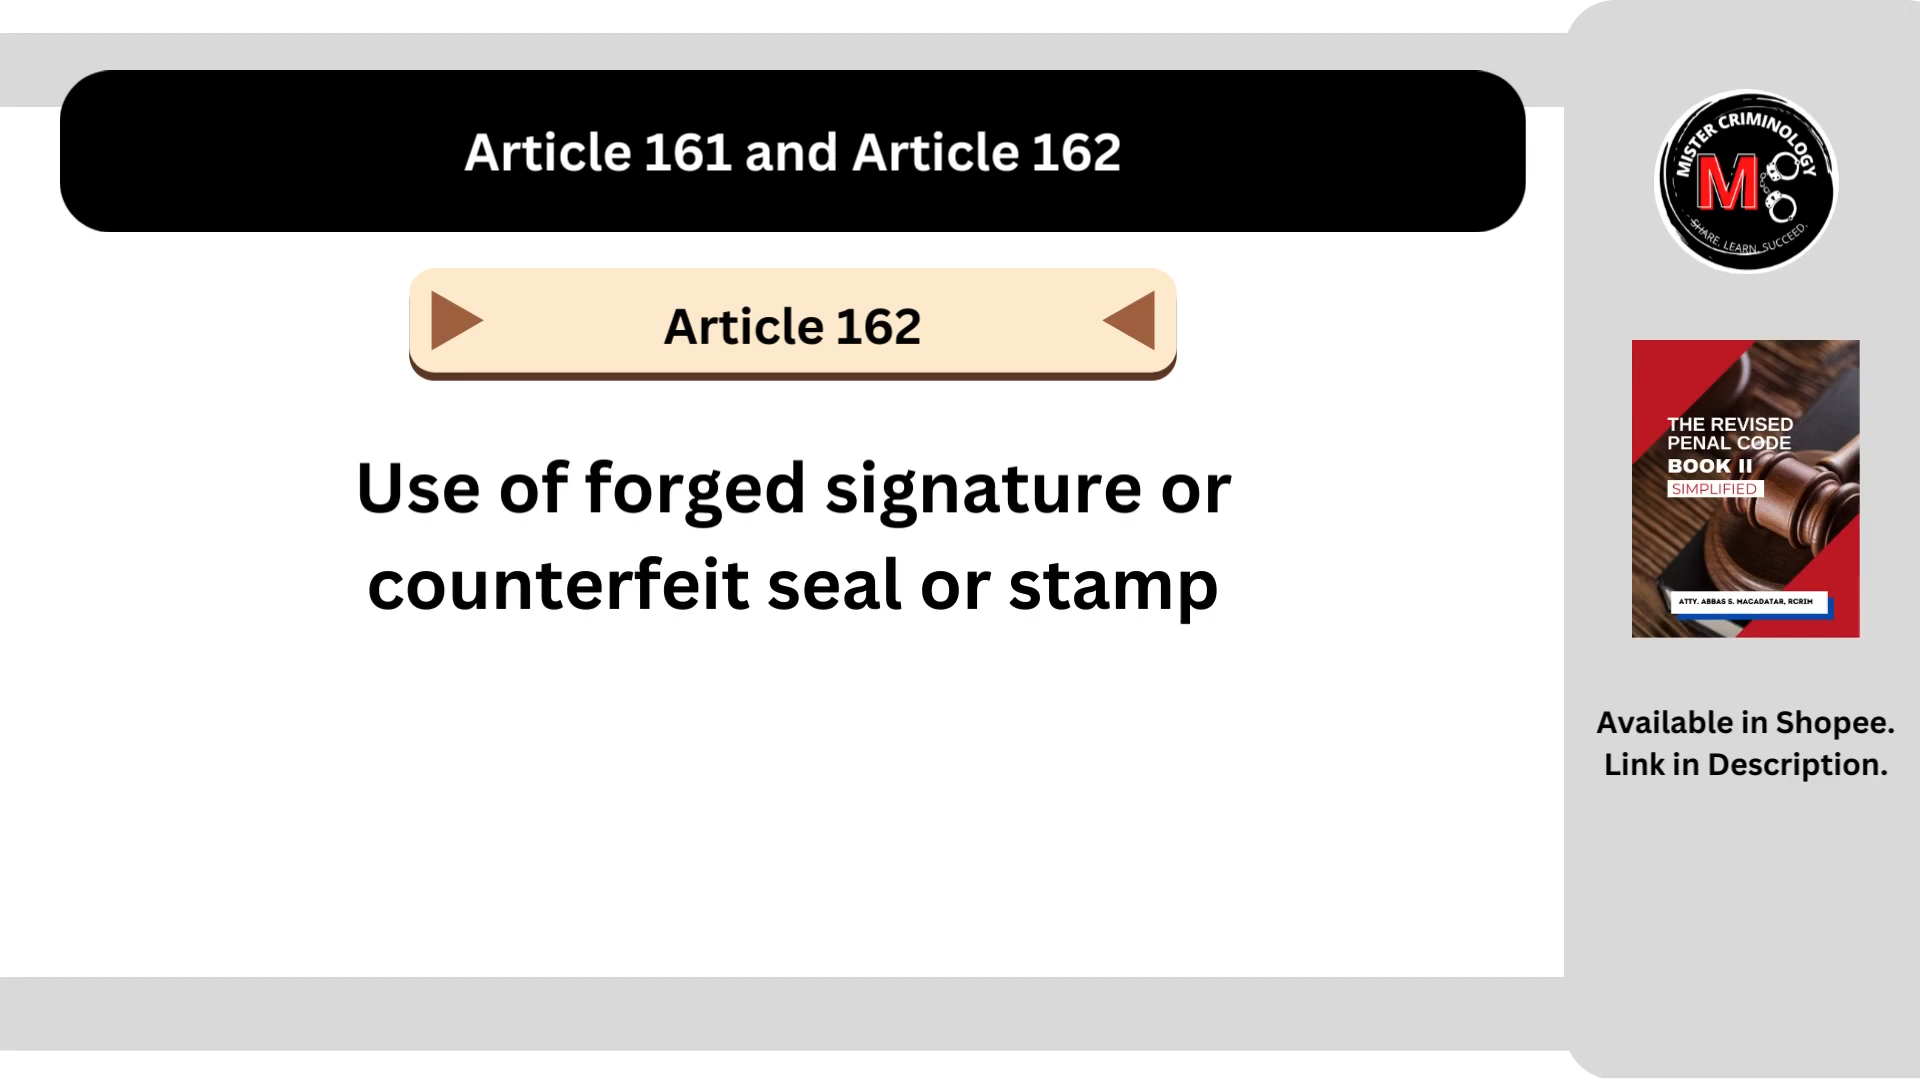 Article 161 and Article 162
Article 162
Use of forged signature or
counterfeit seal or stamp
MISTER CRIMINOLOGY
M
SHARE. LEARN. SUCCEED.
THE REVISED
PENAL CODE
BOOK II
SIMPLIFIED
ATTY. ABBAS S. MACADATAR, RCRIM
Available in Shopee.
Link in Description.